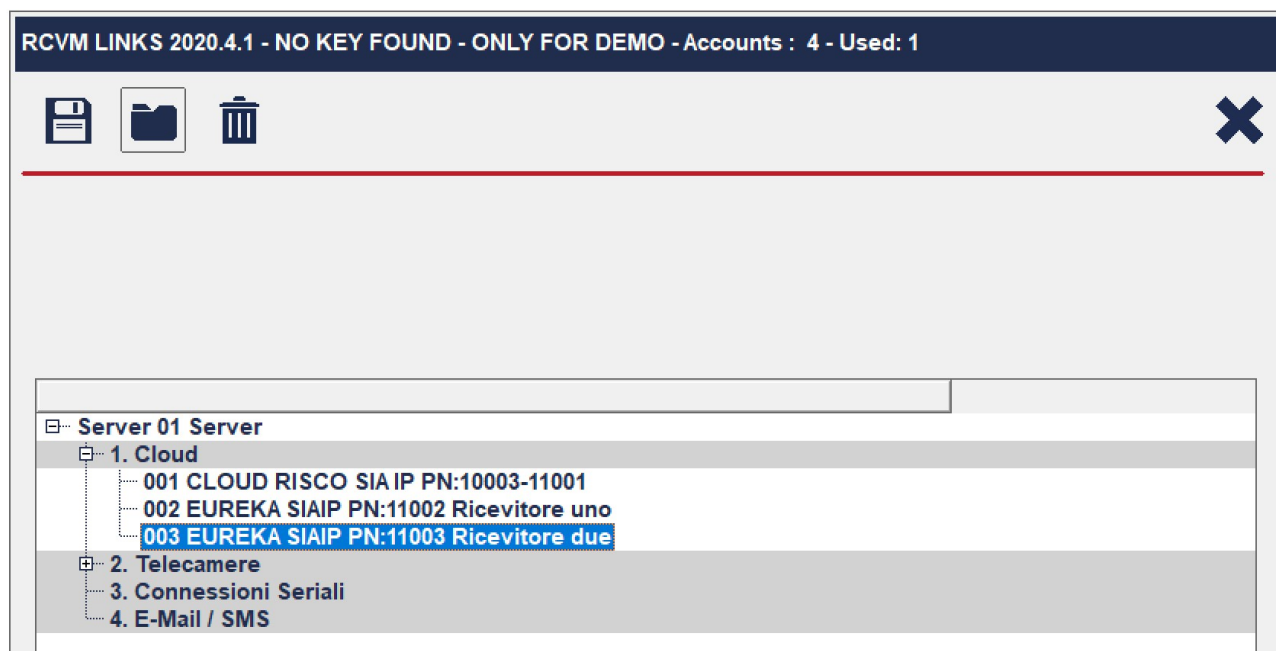 RCVM LINKS 2020.4.1 - NO KEY FOUND - ONLY FOR DEMO - Accounts : 4 - Used: 1
Server 01 Server
1. Cloud
001 CLOUD RISCO SIA IP PN:10003-11001
002 EUREKA SIAIP PN:11002 Ricevitore uno
003 EUREKA SIAIP PN:11003 Ricevitore due
2. Telecamere
3. Connessioni Seriali
4. E-Mail / SMS